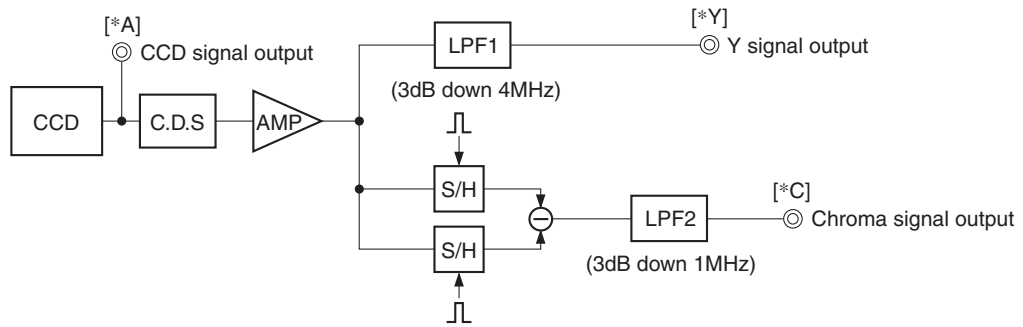 [*A]
CCD signal output
CCD
C.D.S
AMP
LPF1
(3dB down 4MHz)
[*Y]
Y signal output
S/H
S/H
LPF2
(3dB down 1MHz)
[*C]
Chroma signal output